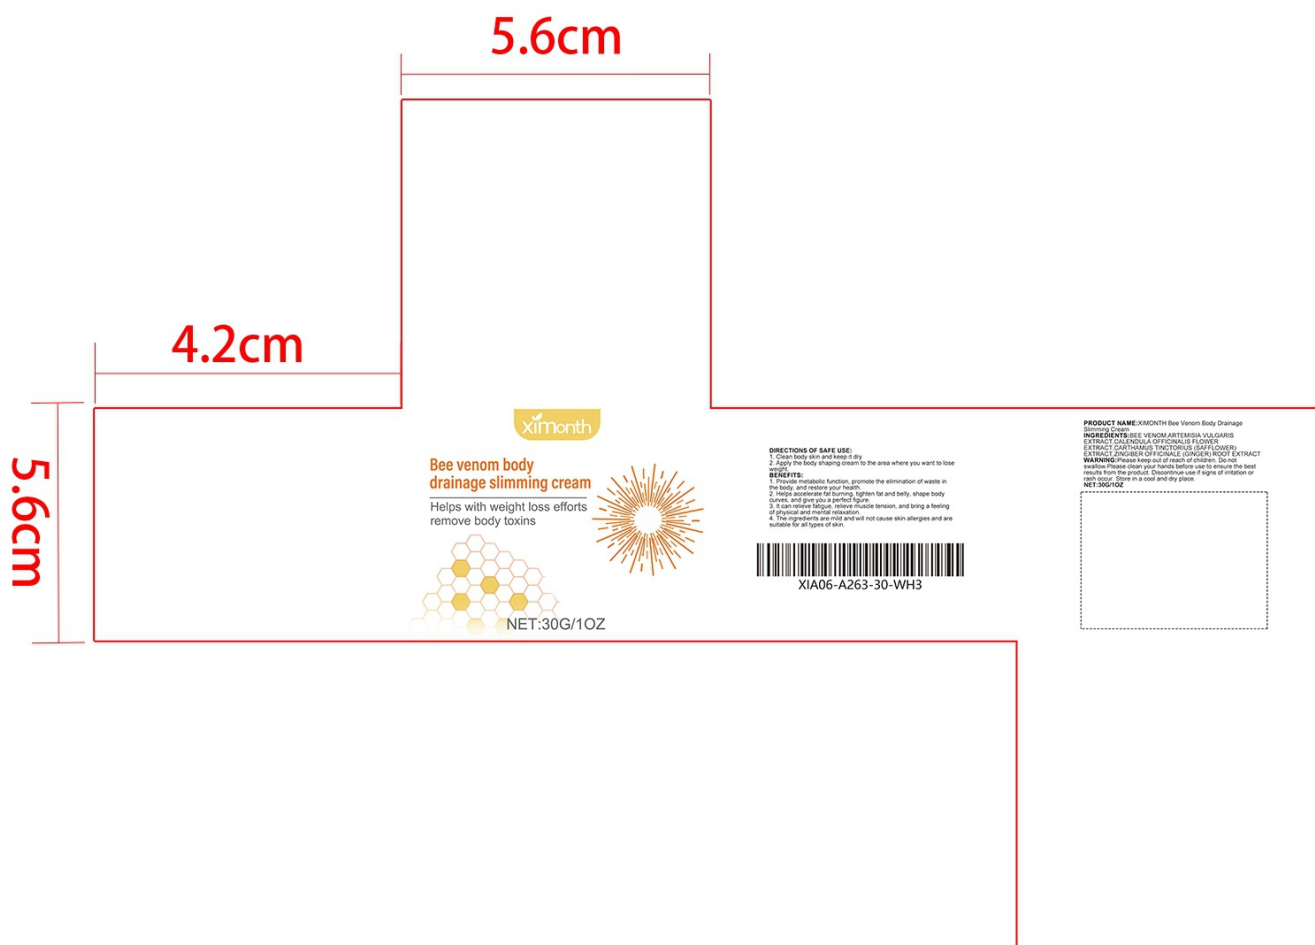 5.6cm
4.2cm
5.6cm
ximonth
Bee venom body
drainage slimming cream
Helps with weight loss efforts
remove body toxins
NET:30G/1OZ
DIRECTIONS OF SAFE USE:
1. Clean body skin and keep it dry
2. Apply the body shaping cream to the area where you want to lose
weight.
BENEFITS:
1. Provide metabolic function, promote the elimination of waste in
the body, and restore your health.
2. Helps accelerate fat burning, tighten fat and belly, shape body
curves, and give you a perfect figure.
3. It can relieve fatigue, relieve muscle tension, and bring a feeling
of physical and mental relaxation.
4. The ingredients are mild and will not cause skin allergies and are
suitable for all types of skin.
XIA06-A263-30-WH3
PRODUCT NAME:XIMONTH Bee Venom Body Drainage
Slimming Cream
INGREDIENTS:BEE VENOM.ARTEMISIA VULGARIS
EXTRACT.CALENDULA OFFICINALIS FLOWER
EXTRACT.CARTHAMUS TINCTORIUS (SAFFLOWER)
EXTRACT.ZINGIBER OFFICINALE (GINGER) ROOT EXTRACT
WARNING:Please keep out of reach of children. Do not
swallow.Please clean your hands before use to ensure the best
results from the product. Discontinue use if signs of irritation or
rash occur. Store in a cool and dry place.
NET:30G/1OZ